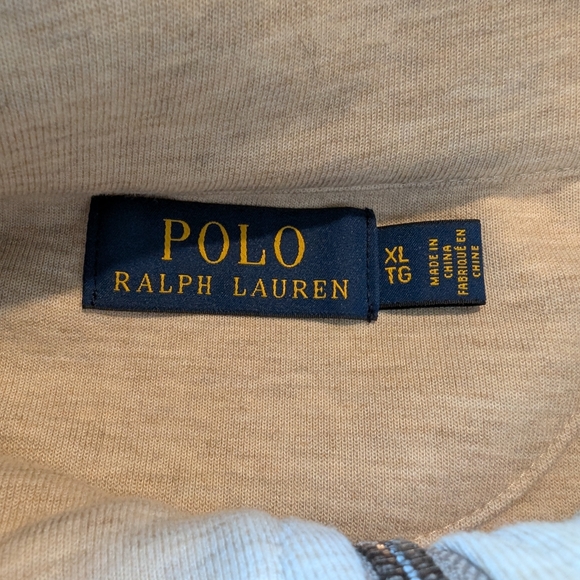 POLO
RALPH LAUREN
XL
TG
MADE IN
CHINA
FABRIQUÉ EN
CHINE